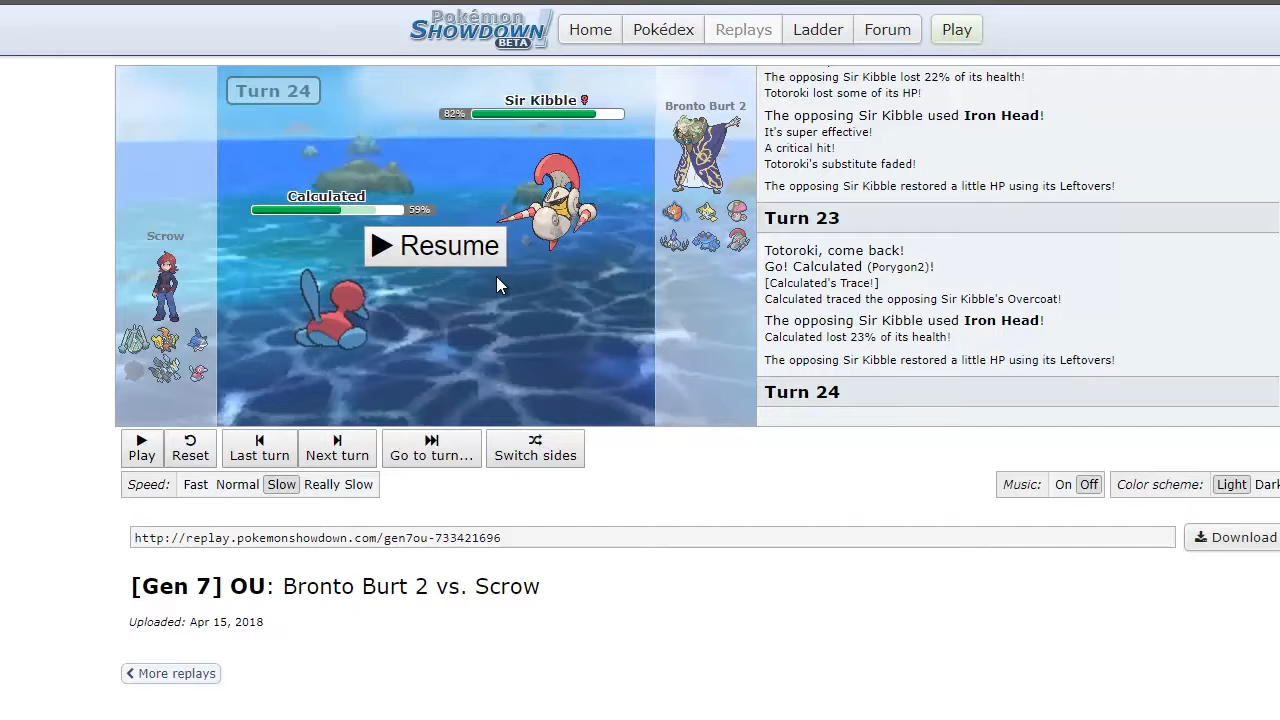 Pokémon
SHOWDOWN!
BETA
Home
Pokédex
Replays
Ladder
Forum
Play
Turn 24
Sir Kibble
82%
Bronto Burt 2
Calculated
59%
Scrow
Resume
The opposing Sir Kibble lost 22% of its health!
Totoroki lost some of its HP!
The opposing Sir Kibble used Iron Head!
It's super effective!
A critical hit!
Totoroki's substitute faded!
The opposing Sir Kibble restored a little HP using its Leftovers!
Turn 23
Totoroki, come back!
Go! Calculated (Porygon2)!
[Calculated's Trace!]
Calculated traced the opposing Sir Kibble's Overcoat!
The opposing Sir Kibble used Iron Head!
Calculated lost 23% of its health!
The opposing Sir Kibble restored a little HP using its Leftovers!
Turn 24
Play
Reset
Last turn
Next turn
Go to turn...
Switch sides
Speed: Fast Normal Slow Really Slow
Music: On Off
Color scheme: Light Dark
http://replay.pokemonshowdown.com/gen7ou-733421696
Download
[Gen 7] OU: Bronto Burt 2 vs. Scrow
Uploaded: Apr 15, 2018
More replays